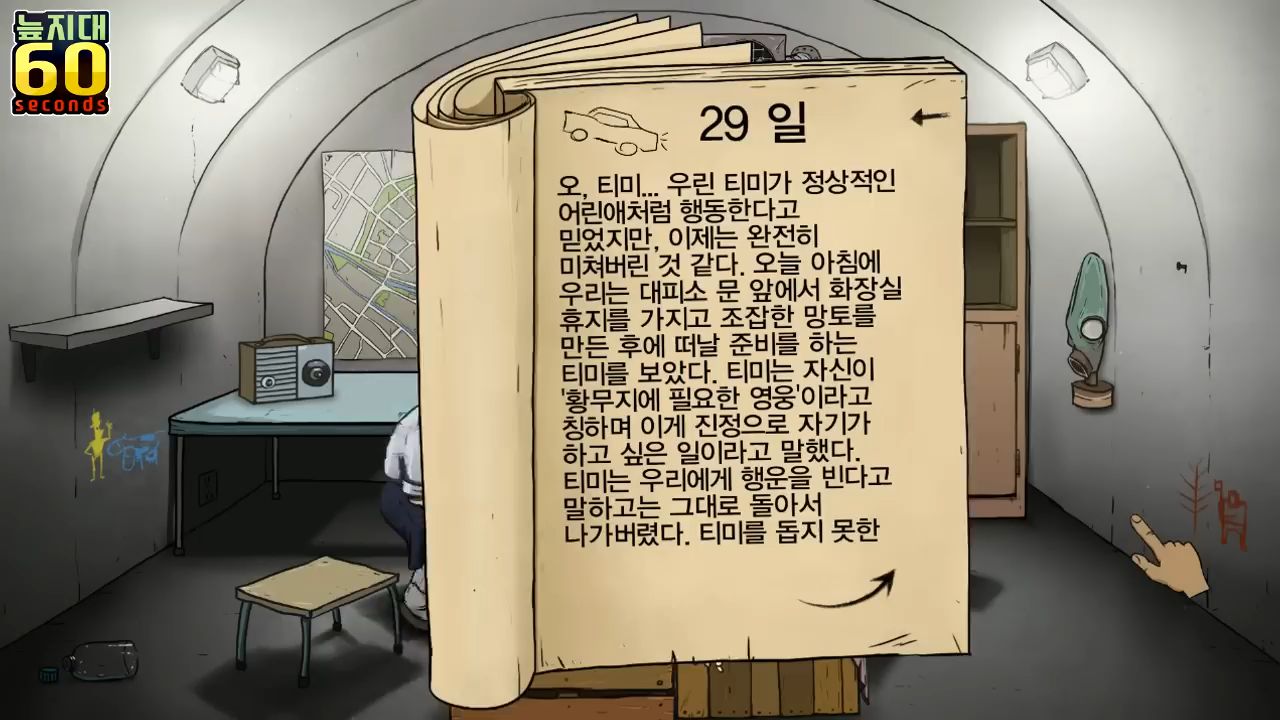 늪지대
60
seconds
29 일
오, 티미... 우린 티미가 정상적인
어린애처럼 행동한다고
믿었지만, 이제는 완전히
미쳐버린 것 같다. 오늘 아침에
우리는 대피소 문 앞에서 화장실
휴지를 가지고 조잡한 망토를
만든 후에 떠날 준비를 하는
티미를 보았다. 티미는 자신이
'황무지에 필요한 영웅'이라고
칭하며 이게 진정으로 자기가
하고 싶은 일이라고 말했다.
티미는 우리에게 행운을 빈다고
말하고는 그대로 돌아서
나가버렸다. 티미를 돕지 못한